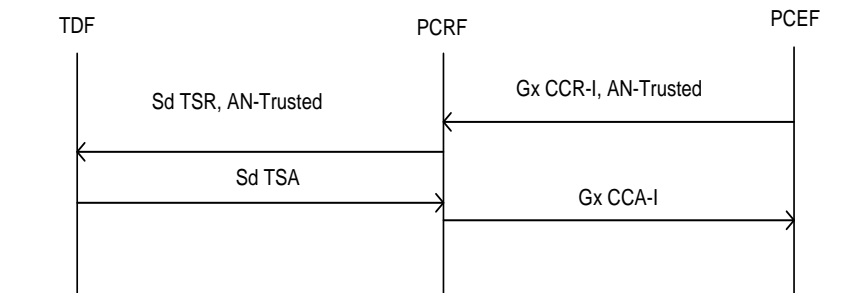 TDF
PCRF
PCEF
Sd TSR, AN-Trusted
Gx CCR-I, AN-Trusted
Sd TSA
Gx CCA-I